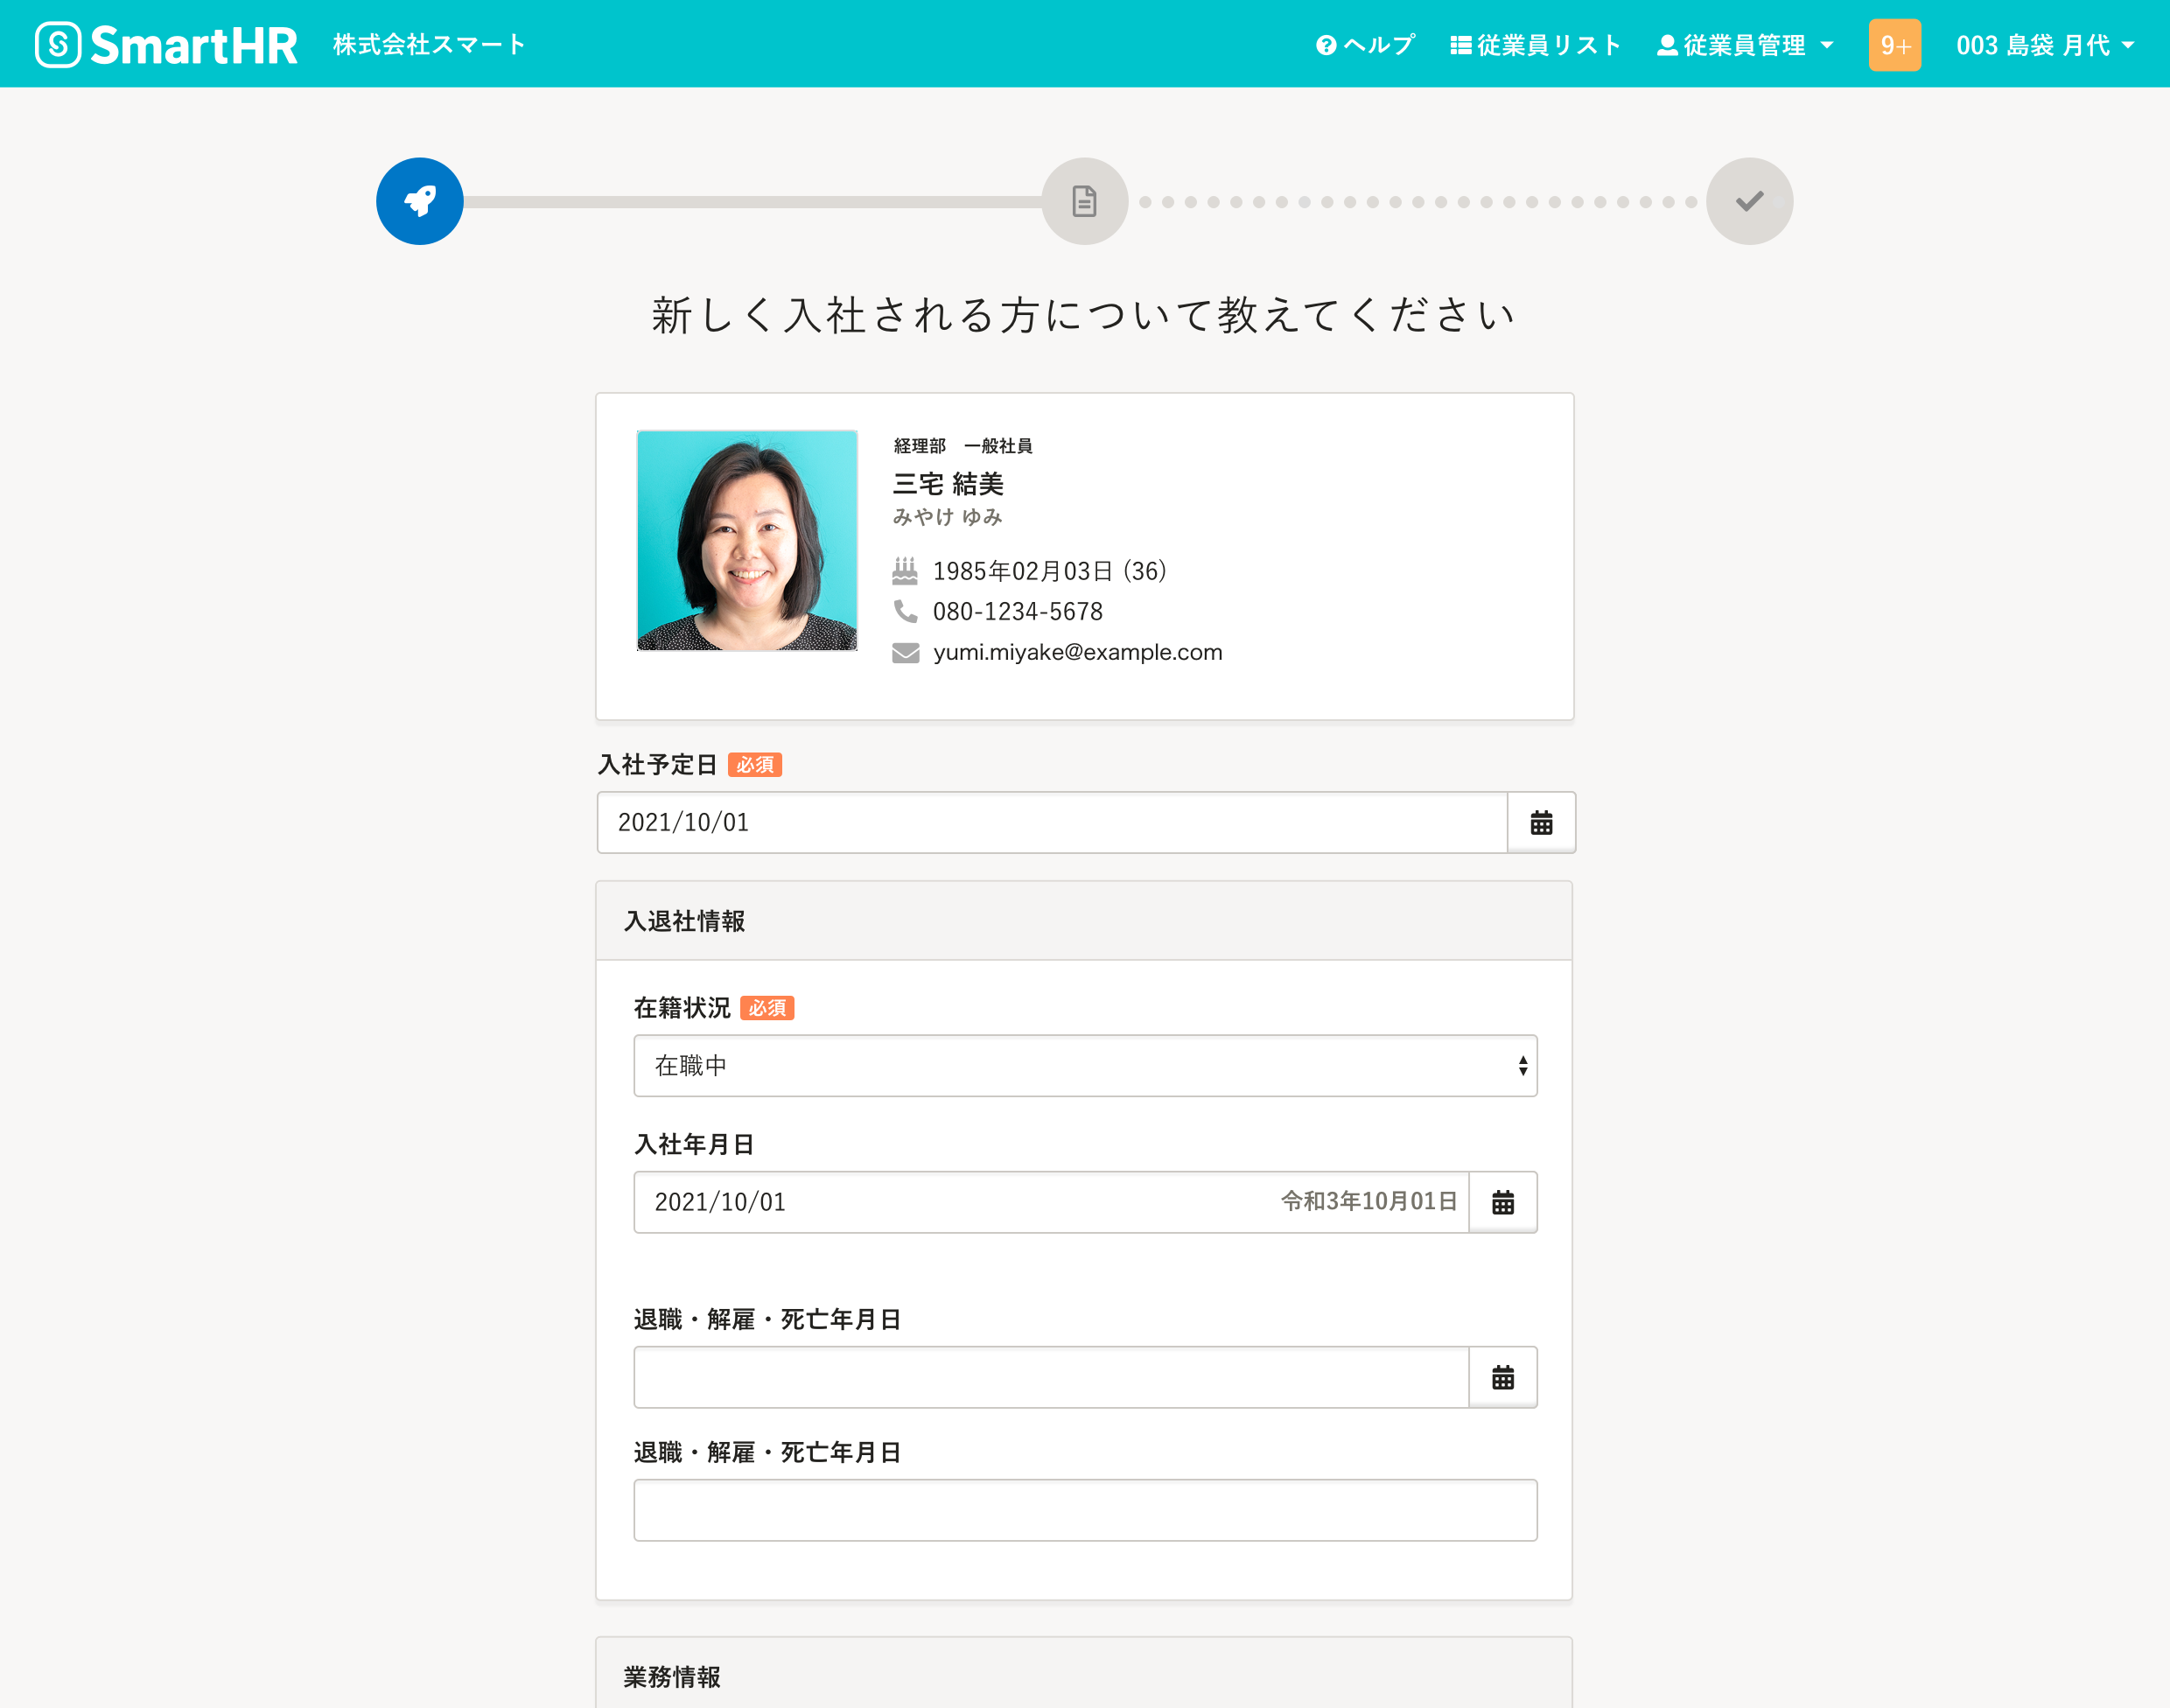 SmartHR 株式会社スマート ヘルプ 従業員リスト 従業員管理 9+ 003 島袋 月代
新しく入社される方について教えてください
経理部 一般社員
三宅 結美
みやけ ゆみ
1985年02月03日 (36)
080-1234-5678
yumi.miyake@example.com
入社予定日 必須
2021/10/01
入退社情報
在籍状況 必須
在職中
入社年月日
2021/10/01 令和3年10月01日
退職・解雇・死亡年月日
退職・解雇・死亡年月日
業務情報